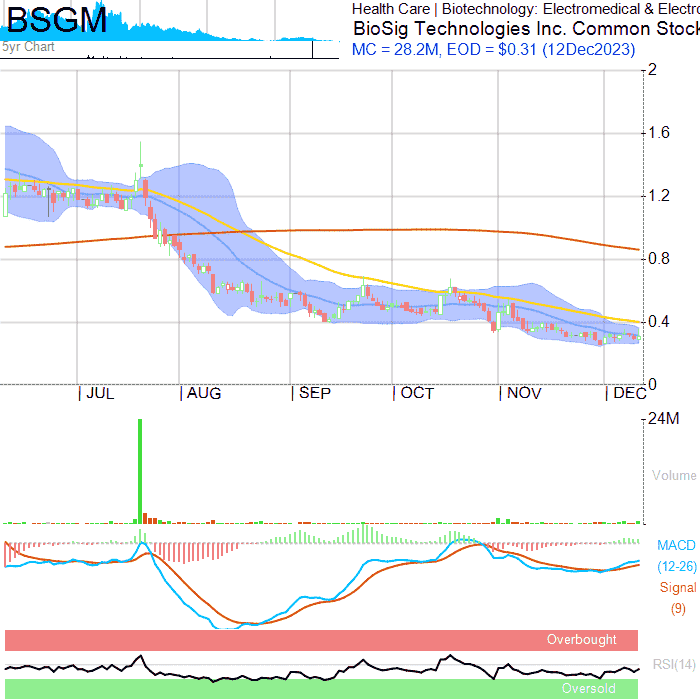 BSGM
5yr Chart
Health Care | Biotechnology: Electromedical & Electro
BioSig Technologies Inc. Common Stock
MC = 28.2M, EOD = $0.31 (12Dec2023)
2
1.6
1.2
0.8
0.4
0
| JUL | AUG | SEP | OCT | NOV | DEC
24M
Volume
MACD
(12-26)
Signal
(9)
Overbought
RSI(14)
Oversold